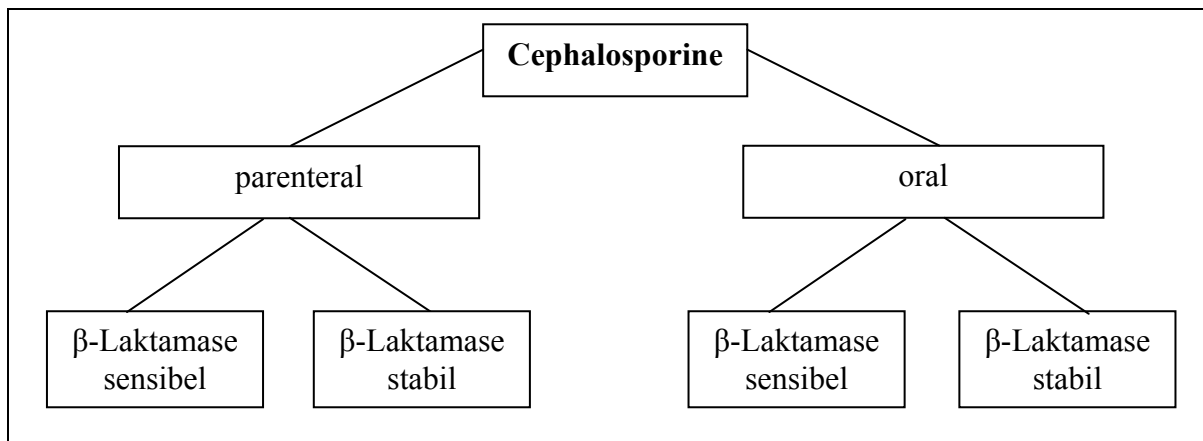 Cephalosporine
parenteral
oral
β-Laktamase
sensibel
β-Laktamase
stabil
β-Laktamase
sensibel
β-Laktamase
stabil